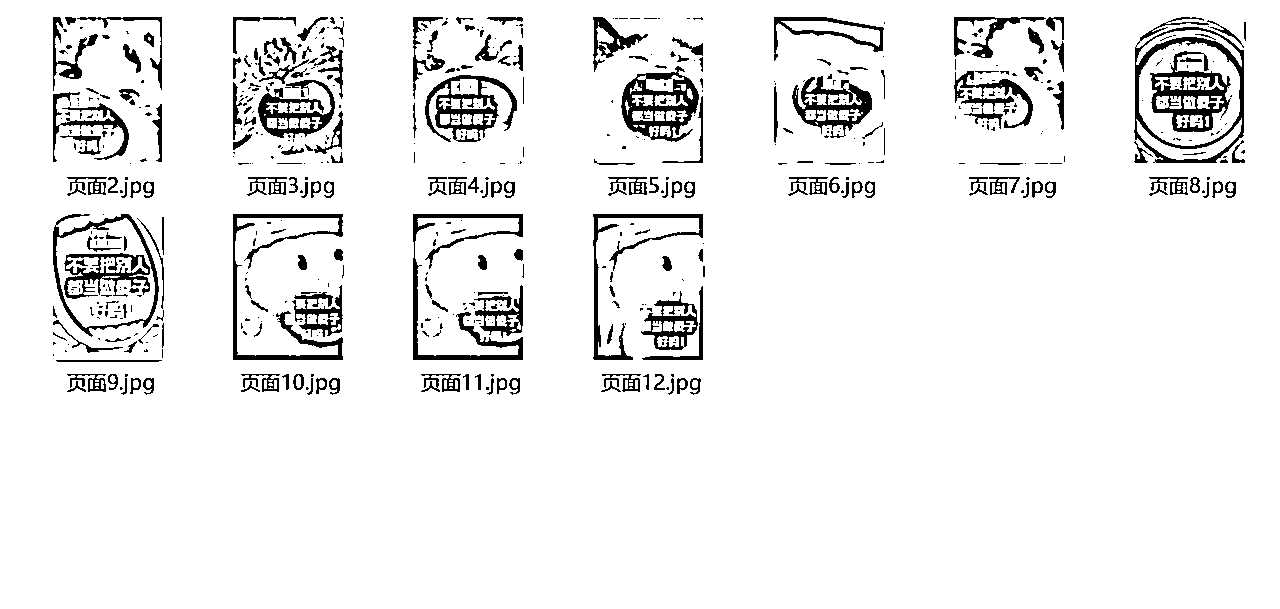 不要把别人
都当做傻子
好吗!
不要把别人
都当做傻子
好吗!
不要把别人
都当做傻子
好吗!
不要把别人
都当做傻子
好吗!
不要把别人
都当做傻子
好吗!
不要把别人
都当做傻子
好吗!
不要把别人
都当做傻子
好吗!
页面2.jpg 页面3.jpg 页面4.jpg 页面5.jpg 页面6.jpg 页面7.jpg 页面8.jpg
不要把别人
都当做傻子
好吗!
要把别人
当做傻子
好吗!
不要把别人
都当做傻子
好吗!
要把别人
当做傻子
好吗!
页面9.jpg 页面10.jpg 页面11.jpg 页面12.jpg